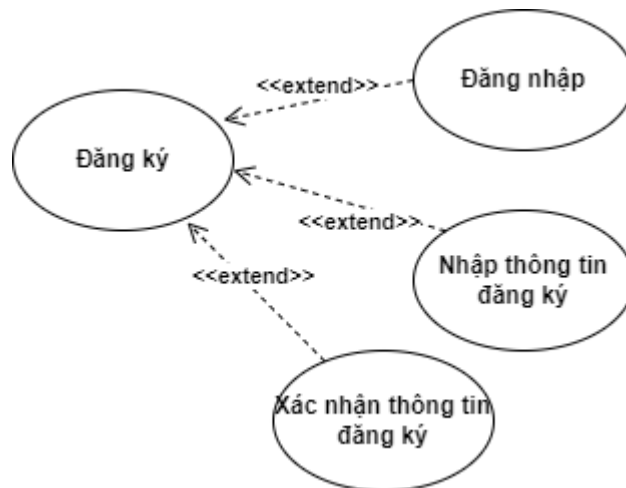 <<extend>>
Đăng nhập
Đăng ký
<<extend>>
Nhập thông tin
đăng ký
<<extend>>
Xác nhận thông tin
đăng ký